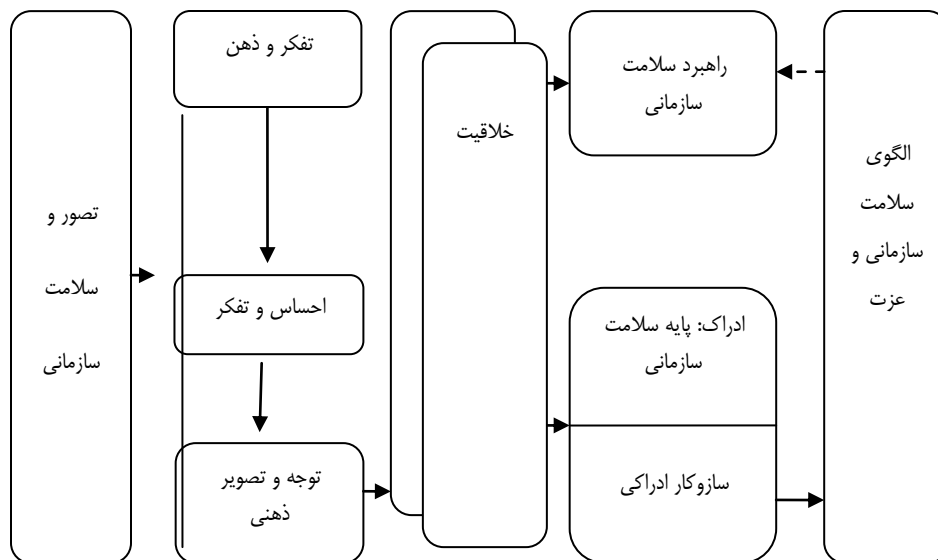 تفکر و ذهن
راهبرد سلامت
سازمانی
خلاقیت
الگوی
سلامت
سازمانی و
عزت
تصور و
سلامت
سازمانی
احساس و تفکر
ادراک: پایه سلامت
سازمانی
توجه و تصویر
ذهنی
سازوکار ادراکی